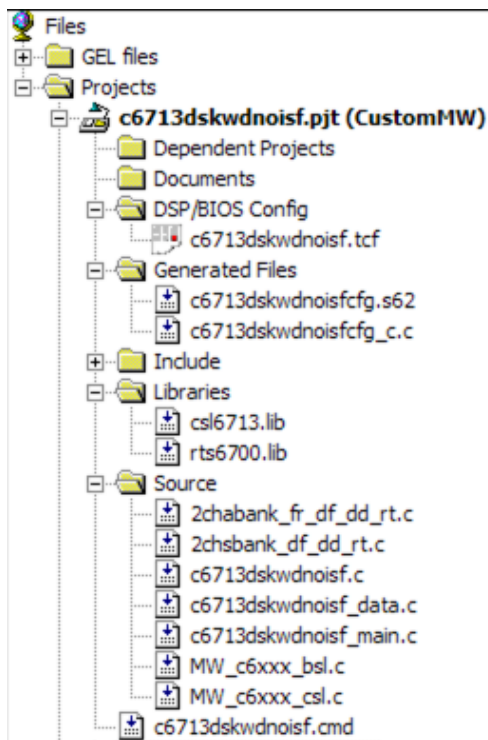 Files
GEL files
Projects
c6713dskwdnoisf.pjt (CustomMW)
Dependent Projects
Documents
DSP/BIOS Config
c6713dskwdnoisf.tcf
Generated Files
c6713dskwdnoisfcfg.s62
c6713dskwdnoisfcfg_c.c
Include
Libraries
csl6713.lib
rts6700.lib
Source
2chabank_fr_df_dd_rt.c
2chsbank_df_dd_rt.c
c6713dskwdnoisf.c
c6713dskwdnoisf_data.c
c6713dskwdnoisf_main.c
MW_c6xxx_bsl.c
MW_c6xxx_csl.c
c6713dskwdnoisf.cmd